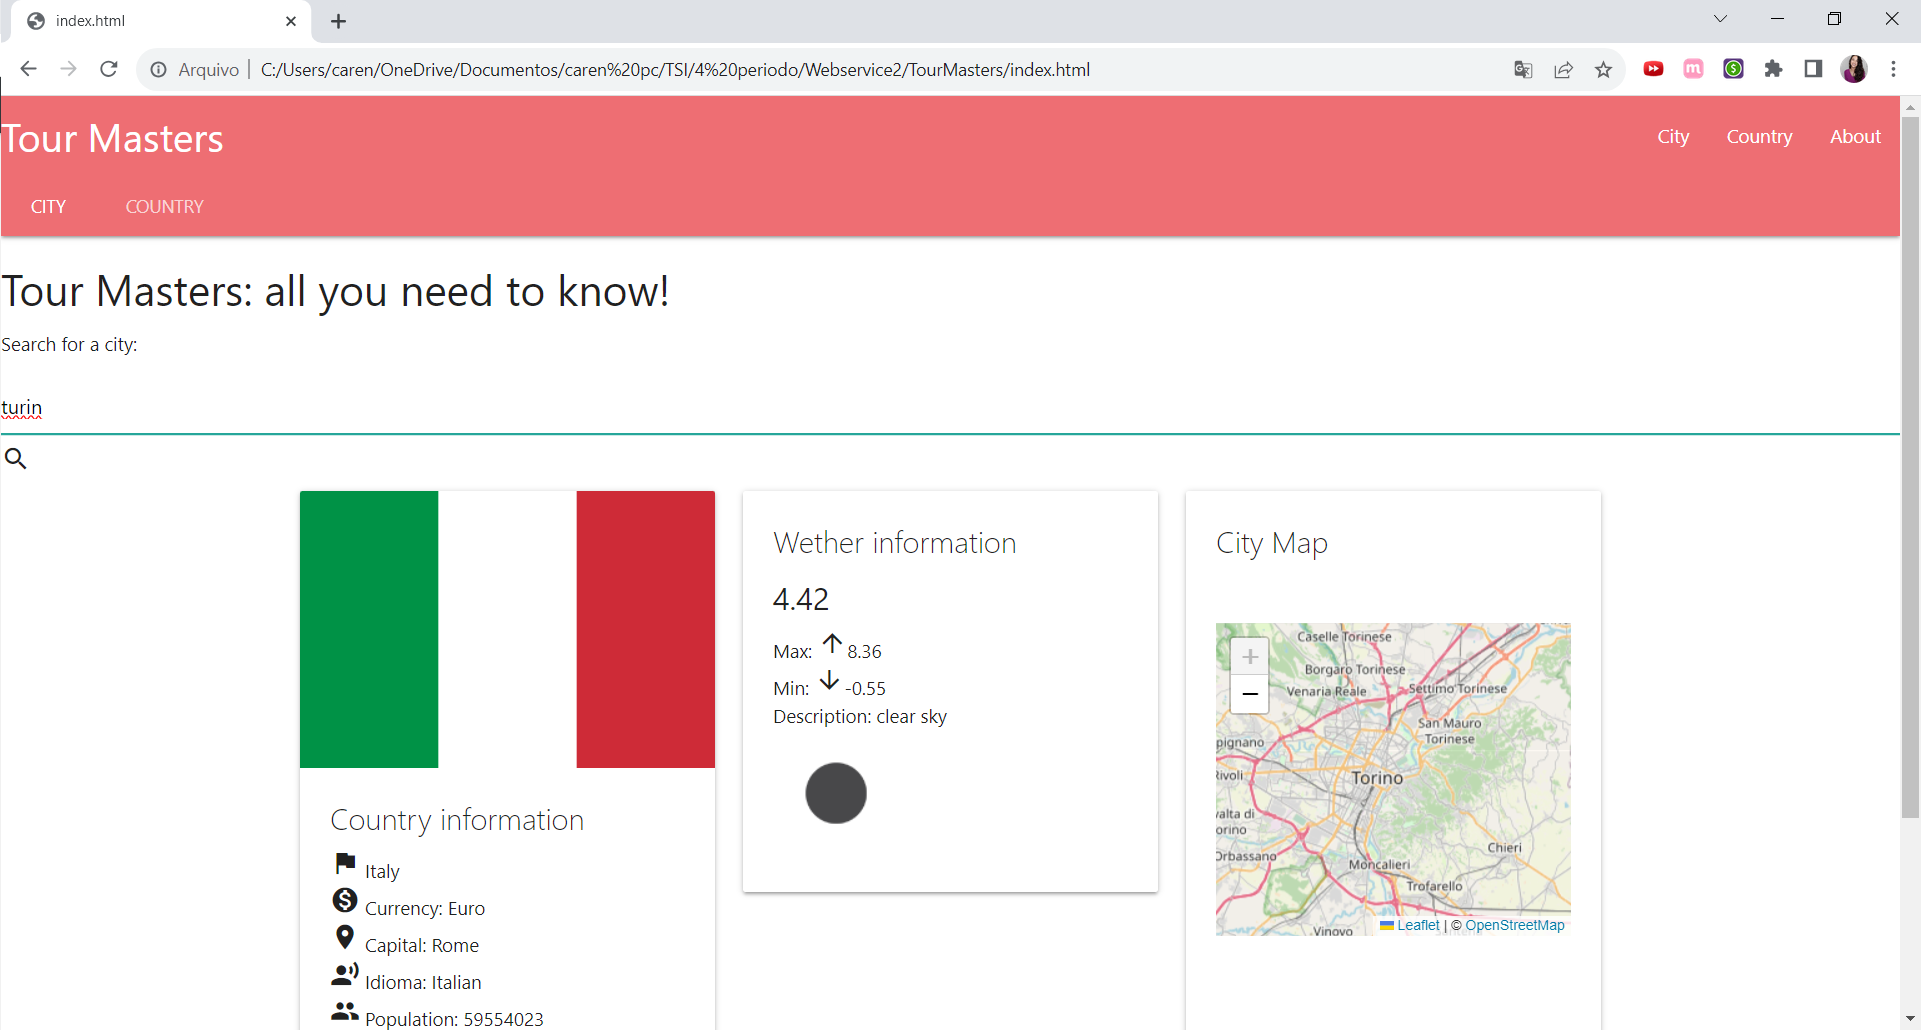 index.html
Arquivo | C:/Users/caren/OneDrive/Documentos/caren%20pc/TSI/4%20periodo/Webservice2/TourMasters/index.html
Tour Masters
City Country About
CITY COUNTRY
Tour Masters: all you need to know!
Search for a city:
turin
Country information
Italy
Currency: Euro
Capital: Rome
Idioma: Italian
Population: 59554023
Wether information
4.42
Max: 8.36
Min: -0.55
Description: clear sky
City Map
+
−
Caselle Torinese
Borgaro Torinese
Venaria Reale
Settimo Torinese
San Mauro
Torinese
pignano
Rivoli
Torino
valta di
orino
Orbassano
Chieri
Moncalieri
Trofarello
Vinovo
Leaflet | © OpenStreetMap